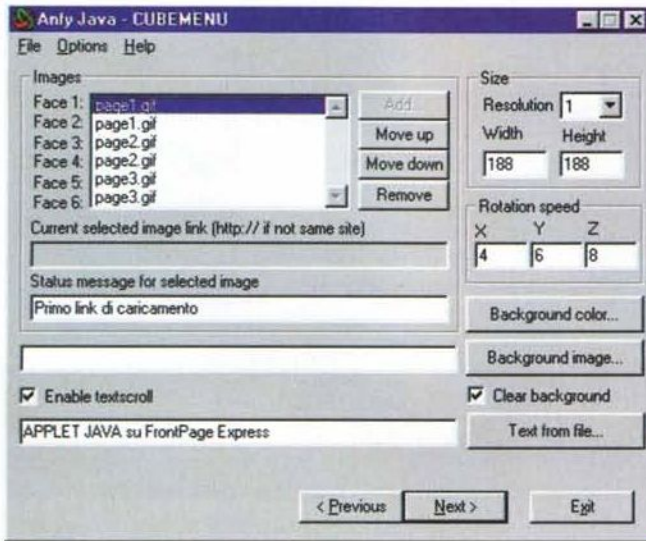 Anfy Java - CUBEMENU
File Options Help
Images
Face 1: page1.gif
Face 2: page1.gif
Face 3: page2.gif
Face 4: page2.gif
Face 5: page3.gif
Face 6: page3.gif
Add...
Move up
Move down
Remove
Current selected image link (http:// if not same site)
Status message for selected image
Primo link di caricamento
Enable textscroll
APPLET JAVA su FrontPage Express
Size
Resolution 1
Width Height
188 188
Rotation speed
X Y Z
4 6 8
Background color...
Background image...
Clear background
Text from file...
< Previous Next > Exit